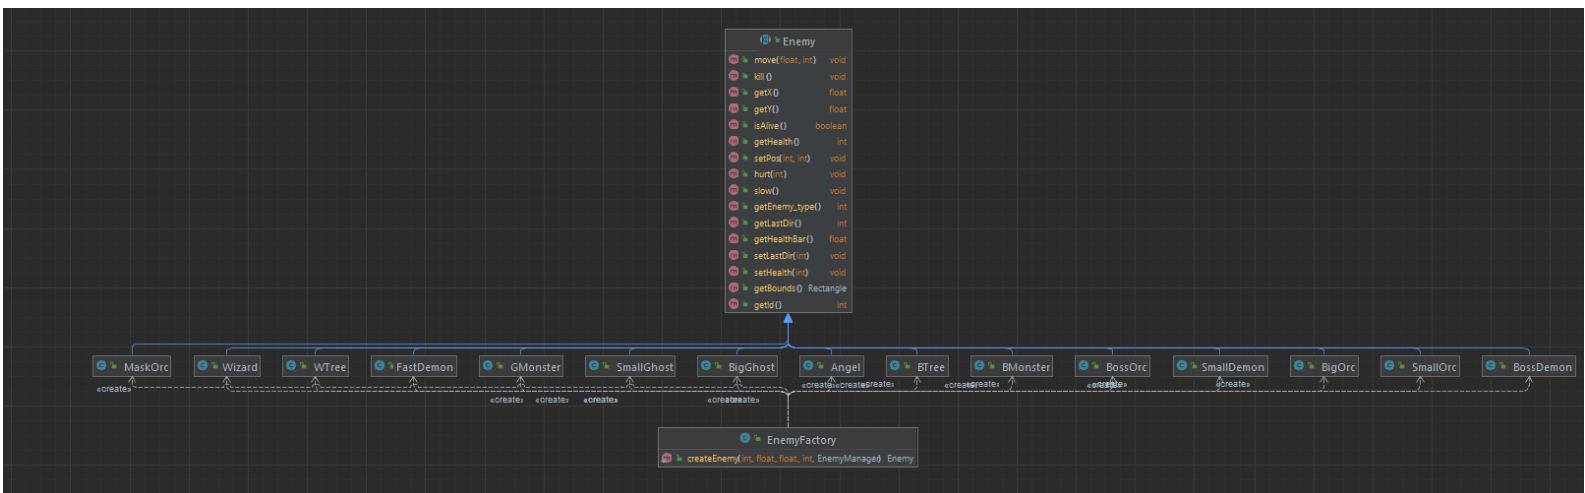 Enemy
move(float, int) void
kill() void
getX() float
getY() float
isAlive() boolean
getHealth() int
setPos(int, int) void
hurt(int) void
slow() void
getEnemy_type() int
getLastDir() int
getHealthBar() float
setLastDir(int) void
setHealth(int) void
getBounds() Rectangle
getId() int
MaskOrc Wizard WTree FastDemon GMonster SmallGhost BigGhost Angel BTree BMonster BossOrc SmallDemon BigOrc SmallOrc BossDemon
«create» «create» «create» «create»
«create» «create» «create»
EnemyFactory
createEnemy(int, float, float, int, EnemyManager) Enemy